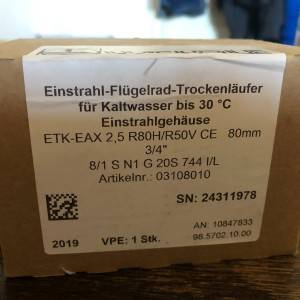 Einstrahl-Flügelrad-Trockenläufer
für Kaltwasser bis 30 °C
Einstrahlgehäuse
ETK-EAX 2,5 R80H/R50V CE 80mm
3/4"
8/1 S N1 G 20S 744 I/L
Artikelnr.: 03108010
SN: 24311978
AN: 10847833
98.5702.10.00
2019 VPE: 1 Stk.